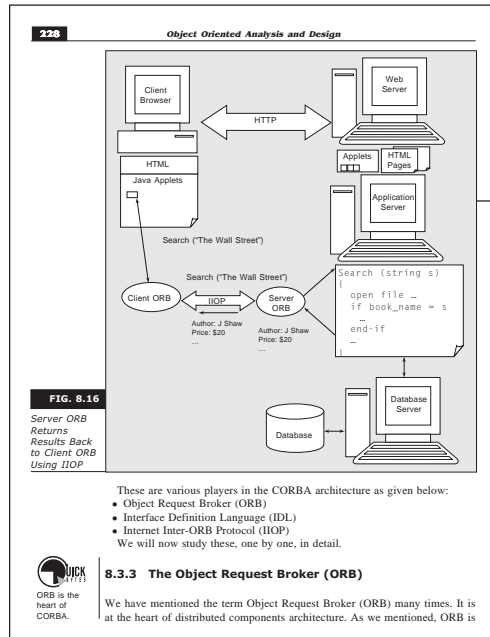 228
Object Oriented Analysis and Design
Client
Browser
Web
Server
HTTP
HTML
Java Applets
Applets
HTML
Pages
Application
Server
Search ("The Wall Street")
Search ("The Wall Street")
Client ORB
IIOP
Server
ORB
Author: J Shaw
Price: $20
...
Author: J Shaw
Price: $20
...
Search (string s)
{
open file …
if book_name = s
…
end-if
…
}
Database
Server
Database
FIG. 8.16
Server ORB
Returns
Results Back
to Client ORB
Using IIOP
These are various players in the CORBA architecture as given below:
• Object Request Broker (ORB)
• Interface Definition Language (IDL)
• Internet Inter-ORB Protocol (IIOP)
We will now study these, one by one, in detail.
QUICK
BYTES
ORB is the
heart of
CORBA.
8.3.3 The Object Request Broker (ORB)
We have mentioned the term Object Request Broker (ORB) many times. It is
at the heart of distributed components architecture. As we mentioned, ORB is